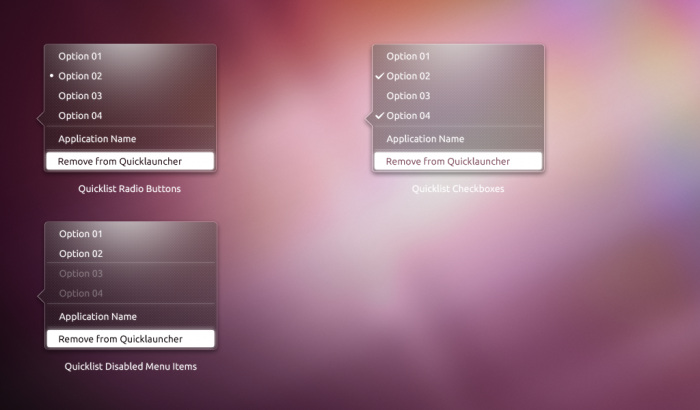 Option 01
Option 02
Option 03
Option 04
Application Name
Remove from Quicklauncher
Quicklist Radio Buttons
Option 01
Option 02
Option 03
Option 04
Application Name
Remove from Quicklauncher
Quicklist Checkboxes
Option 01
Option 02
Option 03
Option 04
Application Name
Remove from Quicklauncher
Quicklist Disabled Menu Items